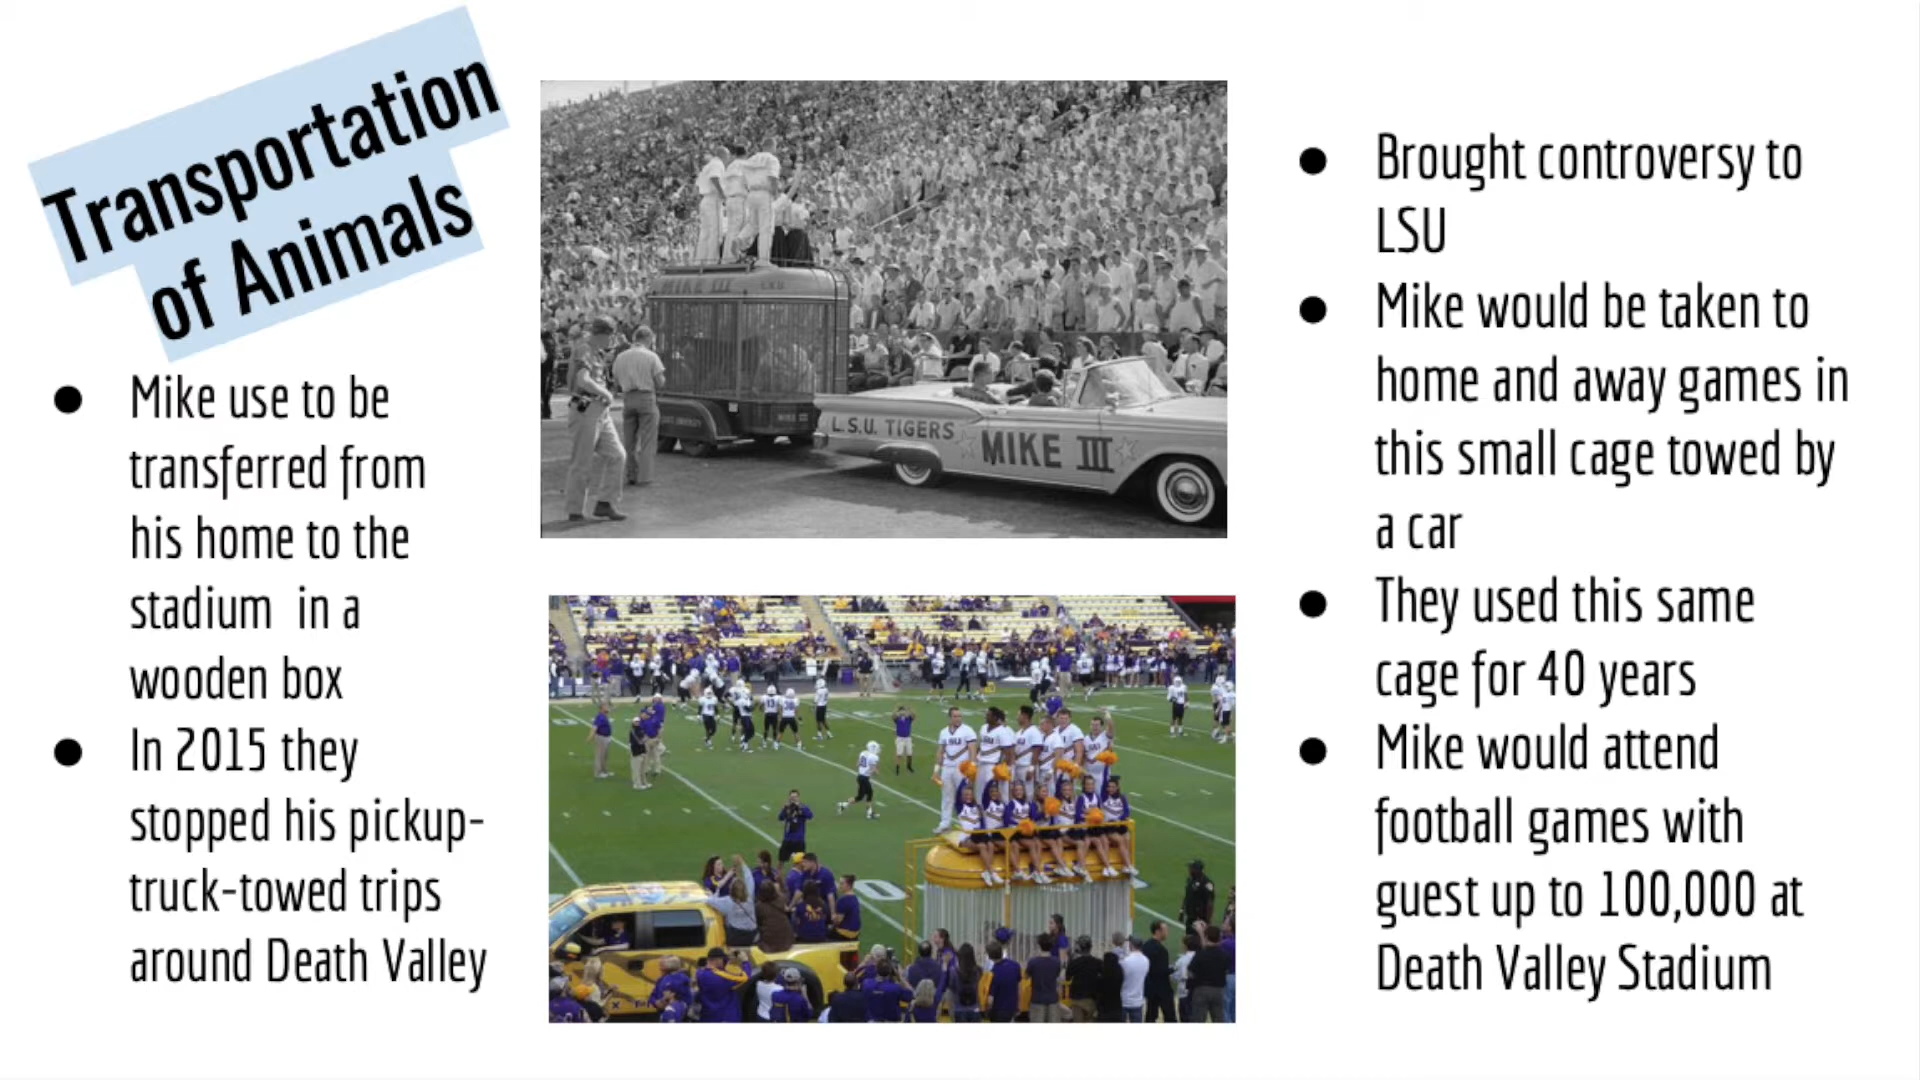 Transportation
of Animals
● Mike use to be
transferred from
his home to the
stadium in a
wooden box
● In 2015 they
stopped his pickup-
truck-towed trips
around Death Valley
MIKE III LSU
L.S.U. TIGERS
MIKE III
● Brought controversy to
LSU
● Mike would be taken to
home and away games in
this small cage towed by
a car
● They used this same
cage for 40 years
● Mike would attend
football games with
guest up to 100,000 at
Death Valley Stadium